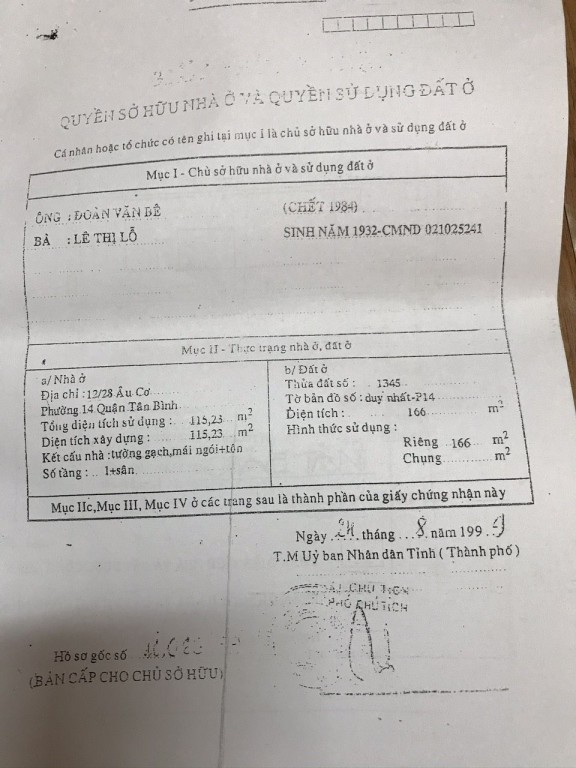 QUYỀN SỞ HỮU NHÀ Ở VÀ QUYỀN SỬ DỤNG ĐẤT Ở
Cá nhân hoặc tổ chức có tên ghi tại mục I là chủ sở hữu nhà ở và sử dụng đất ở
Mục I - Chủ sở hữu nhà ở và sử dụng đất ở
ÔNG : ĐOÀN VĂN BÊ (CHẾT 1984)
BÀ : LÊ THỊ LỖ SINH NĂM 1932-CMND 021025241
Mục II - Thực trạng nhà ở, đất ở
a/ Nhà ở
Địa chỉ : 12/28 Âu Cơ
Phường 14 Quận Tân Bình
Tổng diện tích sử dụng : 115,23 m2
Diện tích xây dựng : 115,23 m2
Kết cấu nhà :tường gạch,mái ngói+tôn
Số tầng : 1+sân
b/ Đất ở
Thửa đất số : 1345
Tờ bản đồ số : duy nhất-P14
Diện tích : 166 m2
Hình thức sử dụng :
Riêng 166 m2
Chung m2
Mục IIc,Mục III, Mục IV ở các trang sau là thành phần của giấy chứng nhận này
Ngày 24 tháng 8 năm 1999
T.M Uỷ ban Nhân dân Tỉnh ( Thành phố )
CHỦ TỊCH
PHÓ CHỦ TỊCH
Hồ sơ gốc số
(BẢN CẤP CHO CHỦ SỞ HỮU)